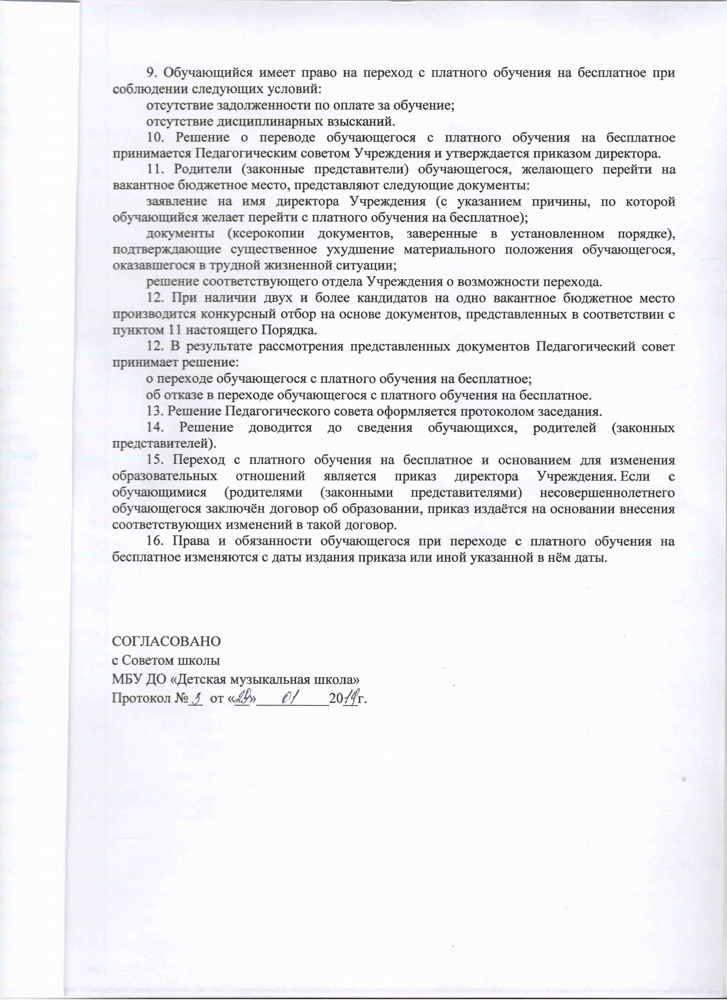 9. Обучающийся имеет право на переход с платного обучения на бесплатное при
соблюдении следующих условий:
отсутствие задолженности по оплате за обучение;
отсутствие дисциплинарных взысканий.
10. Решение о переводе обучающегося с платного обучения на бесплатное
принимается Педагогическим советом Учреждения и утверждается приказом директора.
11. Родители (законные представители) обучающегося, желающего перейти на
вакантное бюджетное место, представляют следующие документы:
заявление на имя директора Учреждения (с указанием причины, по которой
обучающийся желает перейти с платного обучения на бесплатное);
документы (ксерокопии документов, заверенные в установленном порядке),
подтверждающие существенное ухудшение материального положения обучающегося,
оказавшегося в трудной жизненной ситуации;
решение соответствующего отдела Учреждения о возможности перехода.
12. При наличии двух и более кандидатов на одно вакантное бюджетное место
производится конкурсный отбор на основе документов, представленных в соответствии с
пунктом 11 настоящего Порядка.
12. В результате рассмотрения представленных документов Педагогический совет
принимает решение:
о переходе обучающегося с платного обучения на бесплатное;
об отказе в переходе обучающегося с платного обучения на бесплатное.
13. Решение Педагогического совета оформляется протоколом заседания.
14. Решение доводится до сведения обучающихся, родителей (законных
представителей).
15. Переход с платного обучения на бесплатное и основанием для изменения
образовательных отношений является приказ директора Учреждения. Если с
обучающимися (родителями (законными представителями) несовершеннолетнего
обучающегося заключён договор об образовании, приказ издаётся на основании внесения
соответствующих изменений в такой договор.
16. Права и обязанности обучающегося при переходе с платного обучения на
бесплатное изменяются с даты издания приказа или иной указанной в нём даты.
СОГЛАСОВАНО
с Советом школы
МБУ ДО «Детская музыкальная школа»
Протокол № 3 от «29» 01 2019г.